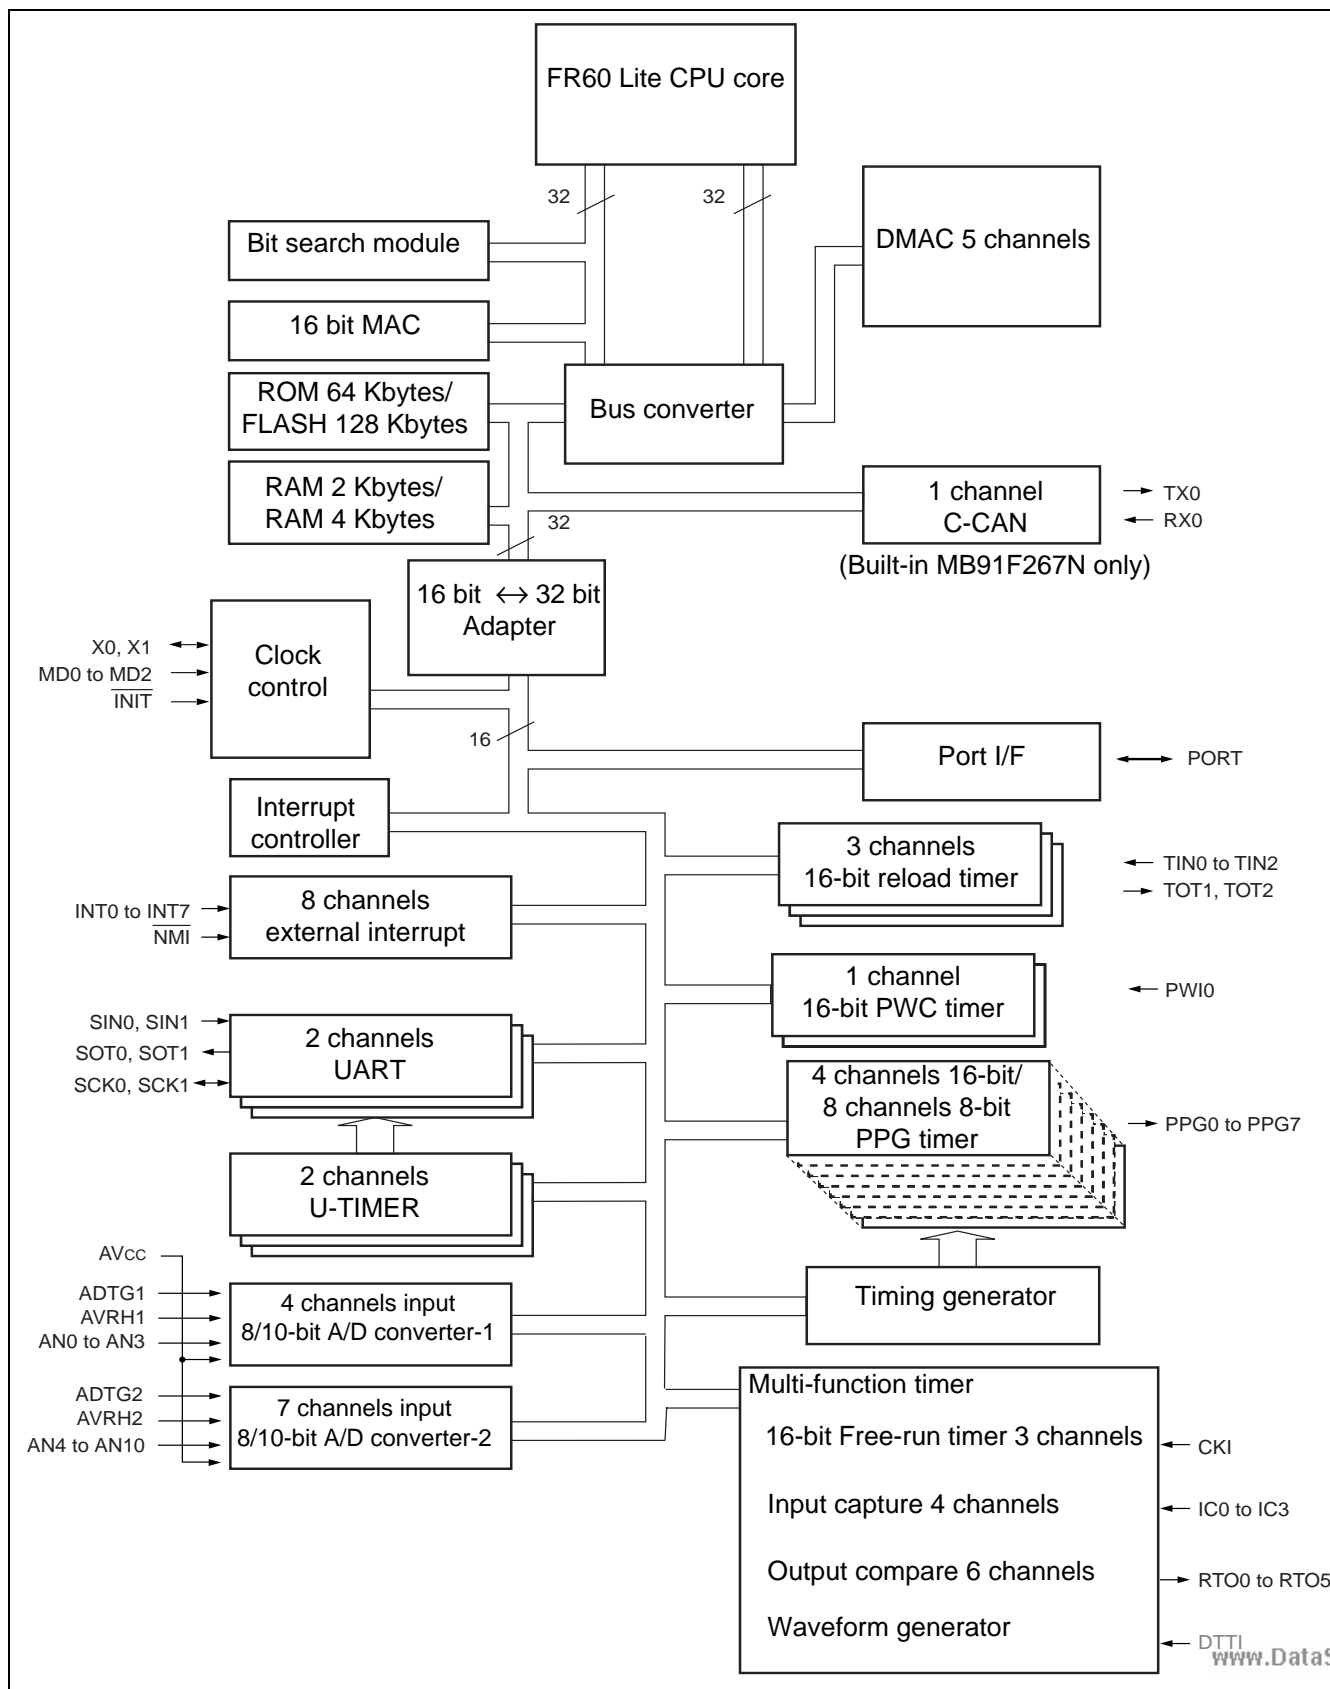 FR60 Lite CPU core
32
32
Bit search module
DMAC 5 channels
16 bit MAC
ROM 64 Kbytes/
FLASH 128 Kbytes
Bus converter
RAM 2 Kbytes/
RAM 4 Kbytes
32
1 channel
C-CAN
TX0
RX0
(Built-in MB91F267N only)
16 bit ↔ 32 bit
Adapter
X0, X1
MD0 to MD2
INIT
Clock
control
16
Port I/F
PORT
Interrupt
controller
3 channels
16-bit reload timer
TIN0 to TIN2
TOT1, TOT2
INT0 to INT7
NMI
8 channels
external interrupt
1 channel
16-bit PWC timer
PWI0
SIN0, SIN1
SOT0, SOT1
SCK0, SCK1
2 channels
UART
4 channels 16-bit/
8 channels 8-bit
PPG timer
PPG0 to PPG7
2 channels
U-TIMER
AVCC
Timing generator
ADTG1
AVRH1
AN0 to AN3
4 channels input
8/10-bit A/D converter-1
ADTG2
AVRH2
AN4 to AN10
7 channels input
8/10-bit A/D converter-2
Multi-function timer
16-bit Free-run timer 3 channels
CKI
Input capture 4 channels
IC0 to IC3
Output compare 6 channels
RTO0 to RTO5
Waveform generator
DTTI
www.DataS